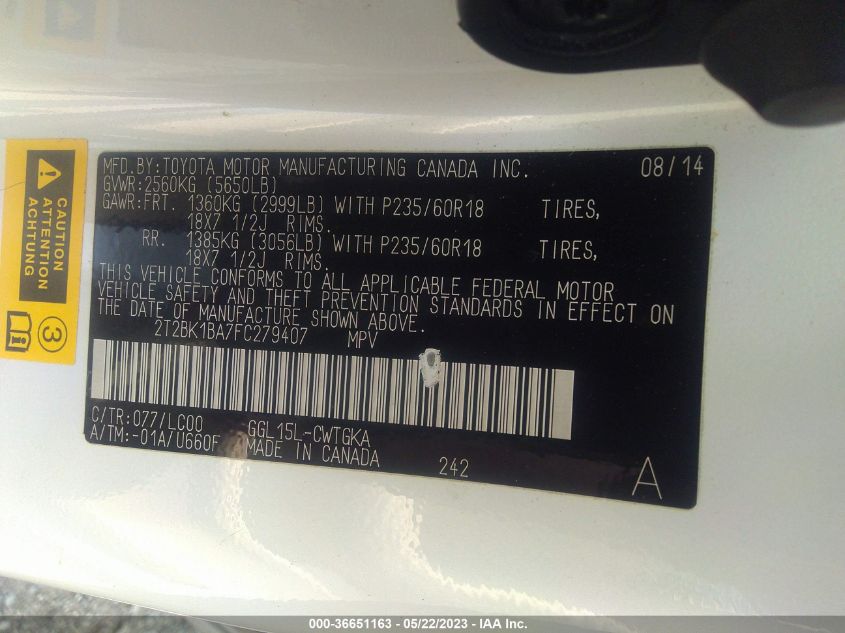 MFD.BY:TOYOTA MOTOR MANUFACTURING CANADA INC. 08/14
GVWR:2560KG (5650LB)
GAWR:FRT. 1360KG (2999LB) WITH P235/60R18 TIRES,
18X7 1/2J RIMS.
RR. 1385KG (3056LB) WITH P235/60R18 TIRES,
18X7 1/2J RIMS.
THIS VEHICLE CONFORMS TO ALL APPLICABLE FEDERAL MOTOR
VEHICLE SAFETY AND THEFT PREVENTION STANDARDS IN EFFECT ON
THE DATE OF MANUFACTURE SHOWN ABOVE.
2T2BK1BA7FC279407 MPV
C/TR:077/LC00 GGL15L-CWTGKA
A/TM:-01A/U660F MADE IN CANADA 242 A
CAUTION
ATTENTION
ACHTUNG
3
000-36651163 - 05/22/2023 - IAA Inc.